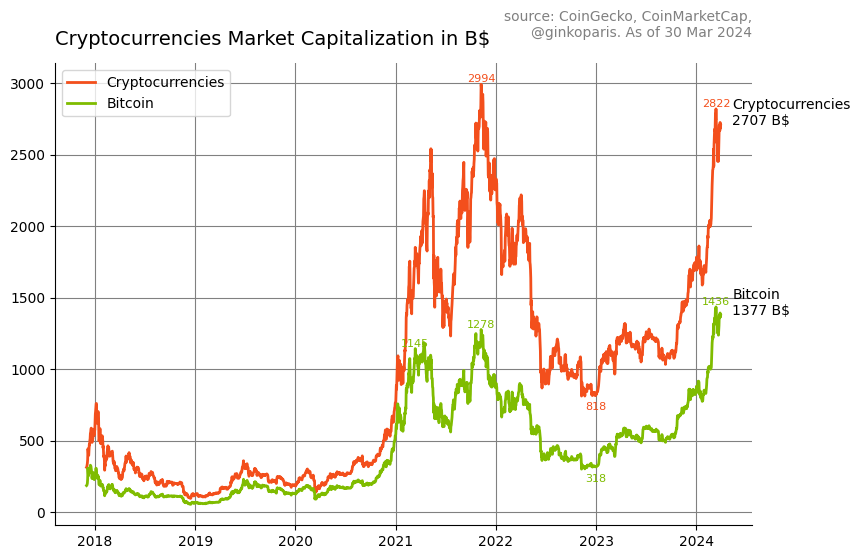 source: CoinGecko, CoinMarketCap,
@ginkoparis. As of 30 Mar 2024
Cryptocurrencies Market Capitalization in B$
Cryptocurrencies
Bitcoin
3000
2500
2000
1500
1000
500
0
2994
2822
Cryptocurrencies
2707 B$
Bitcoin
1377 B$
1436
1278
1145
818
318
2018 2019 2020 2021 2022 2023 2024